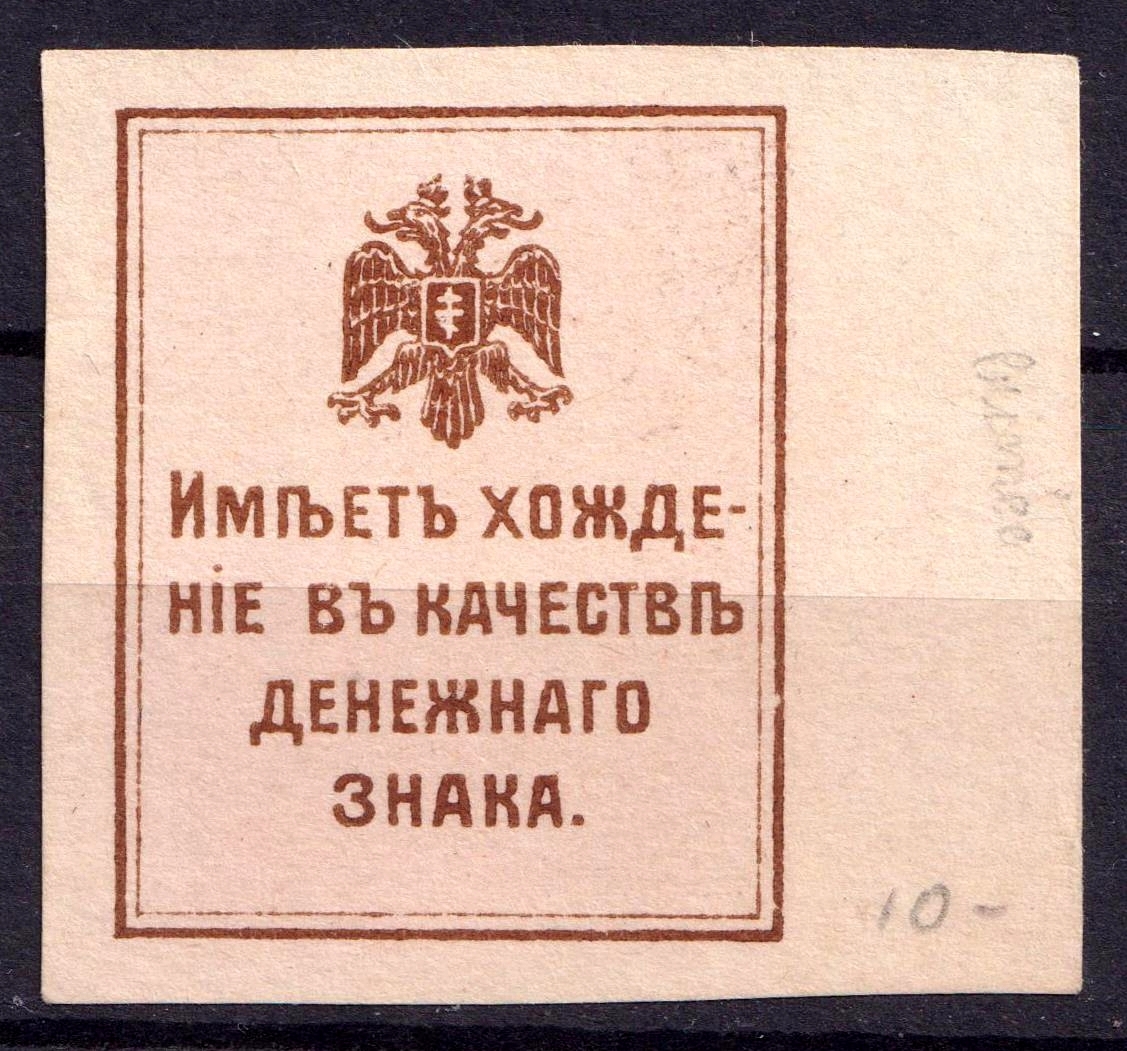 ИМѢЕТЪ ХОЖДЕ-
НІЕ ВЪ КАЧЕСТВѢ
ДЕНЕЖНАГО
ЗНАКА.
10-